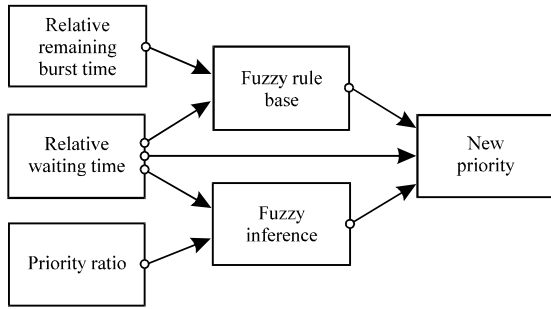 Relative
remaining
burst time
Fuzzy rule
base
Relative
waiting time
New
priority
Fuzzy
inference
Priority ratio